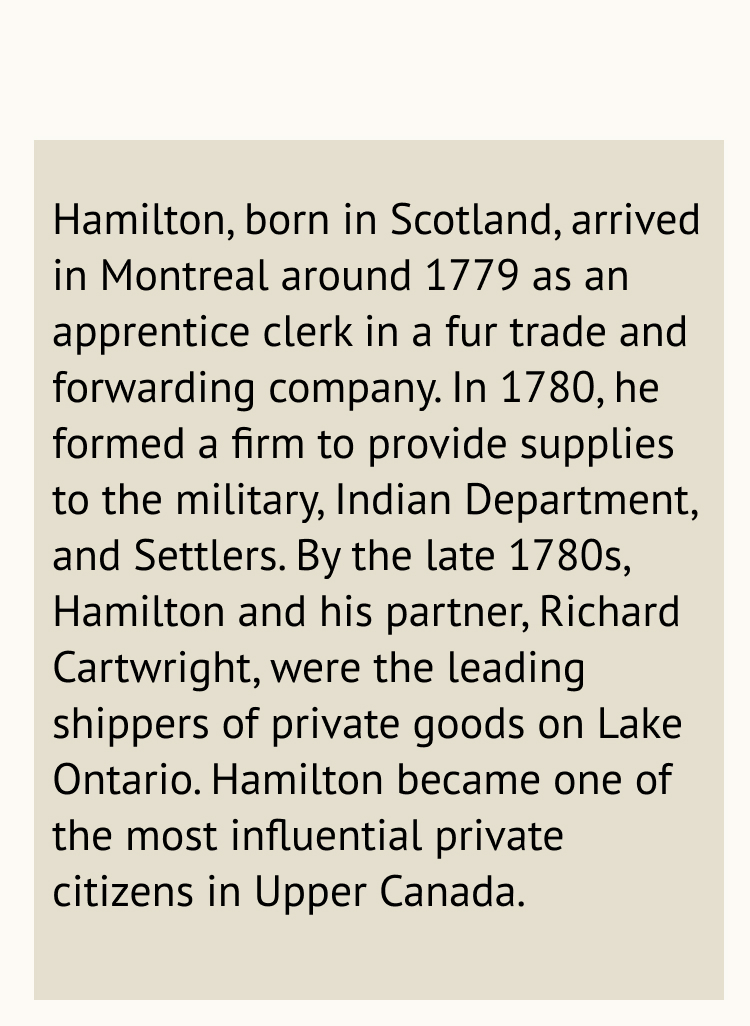 Hamilton, born in Scotland, arrived
in Montreal around 1779 as an
apprentice clerk in a fur trade and
forwarding company. In 1780, he
formed a firm to provide supplies
to the military, Indian Department,
and Settlers. By the late 1780s,
Hamilton and his partner, Richard
Cartwright, were the leading
shippers of private goods on Lake
Ontario. Hamilton became one of
the most influential private
citizens in Upper Canada.